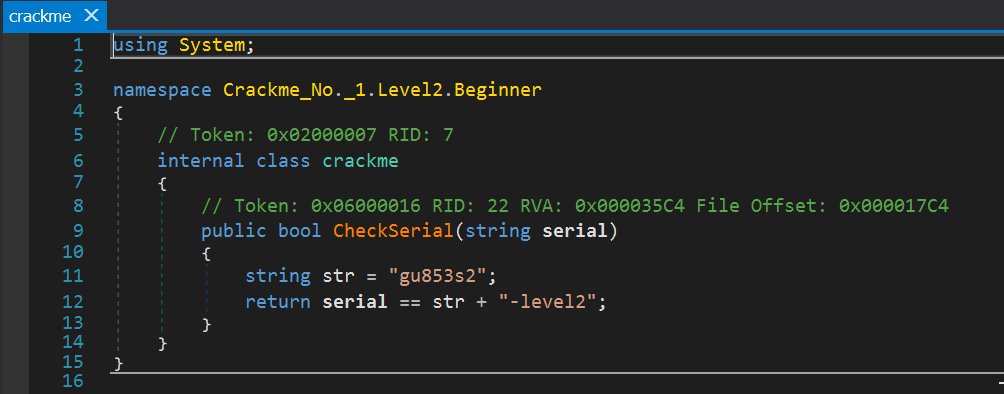 crackme
1 using System;
2
3 namespace Crackme_No._1.Level2.Beginner
4 {
5 // Token: 0x02000007 RID: 7
6 internal class crackme
7 {
8 // Token: 0x06000016 RID: 22 RVA: 0x000035C4 File Offset: 0x000017C4
9 public bool CheckSerial(string serial)
10 {
11 string str = "gu853s2";
12 return serial == str + "-level2";
13 }
14 }
15 }
16